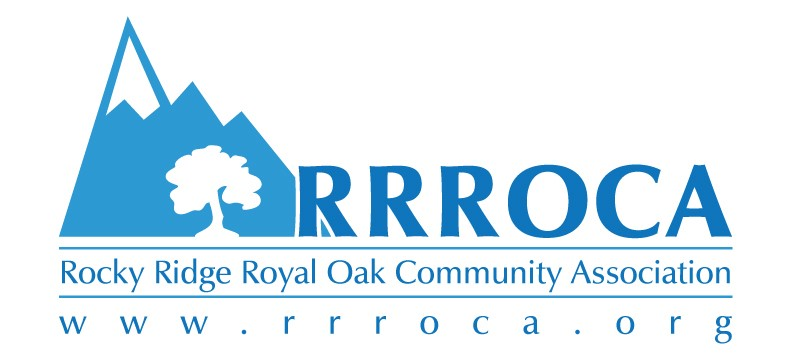 RRROCA
Rocky Ridge Royal Oak Community Association
www.rrroca.org